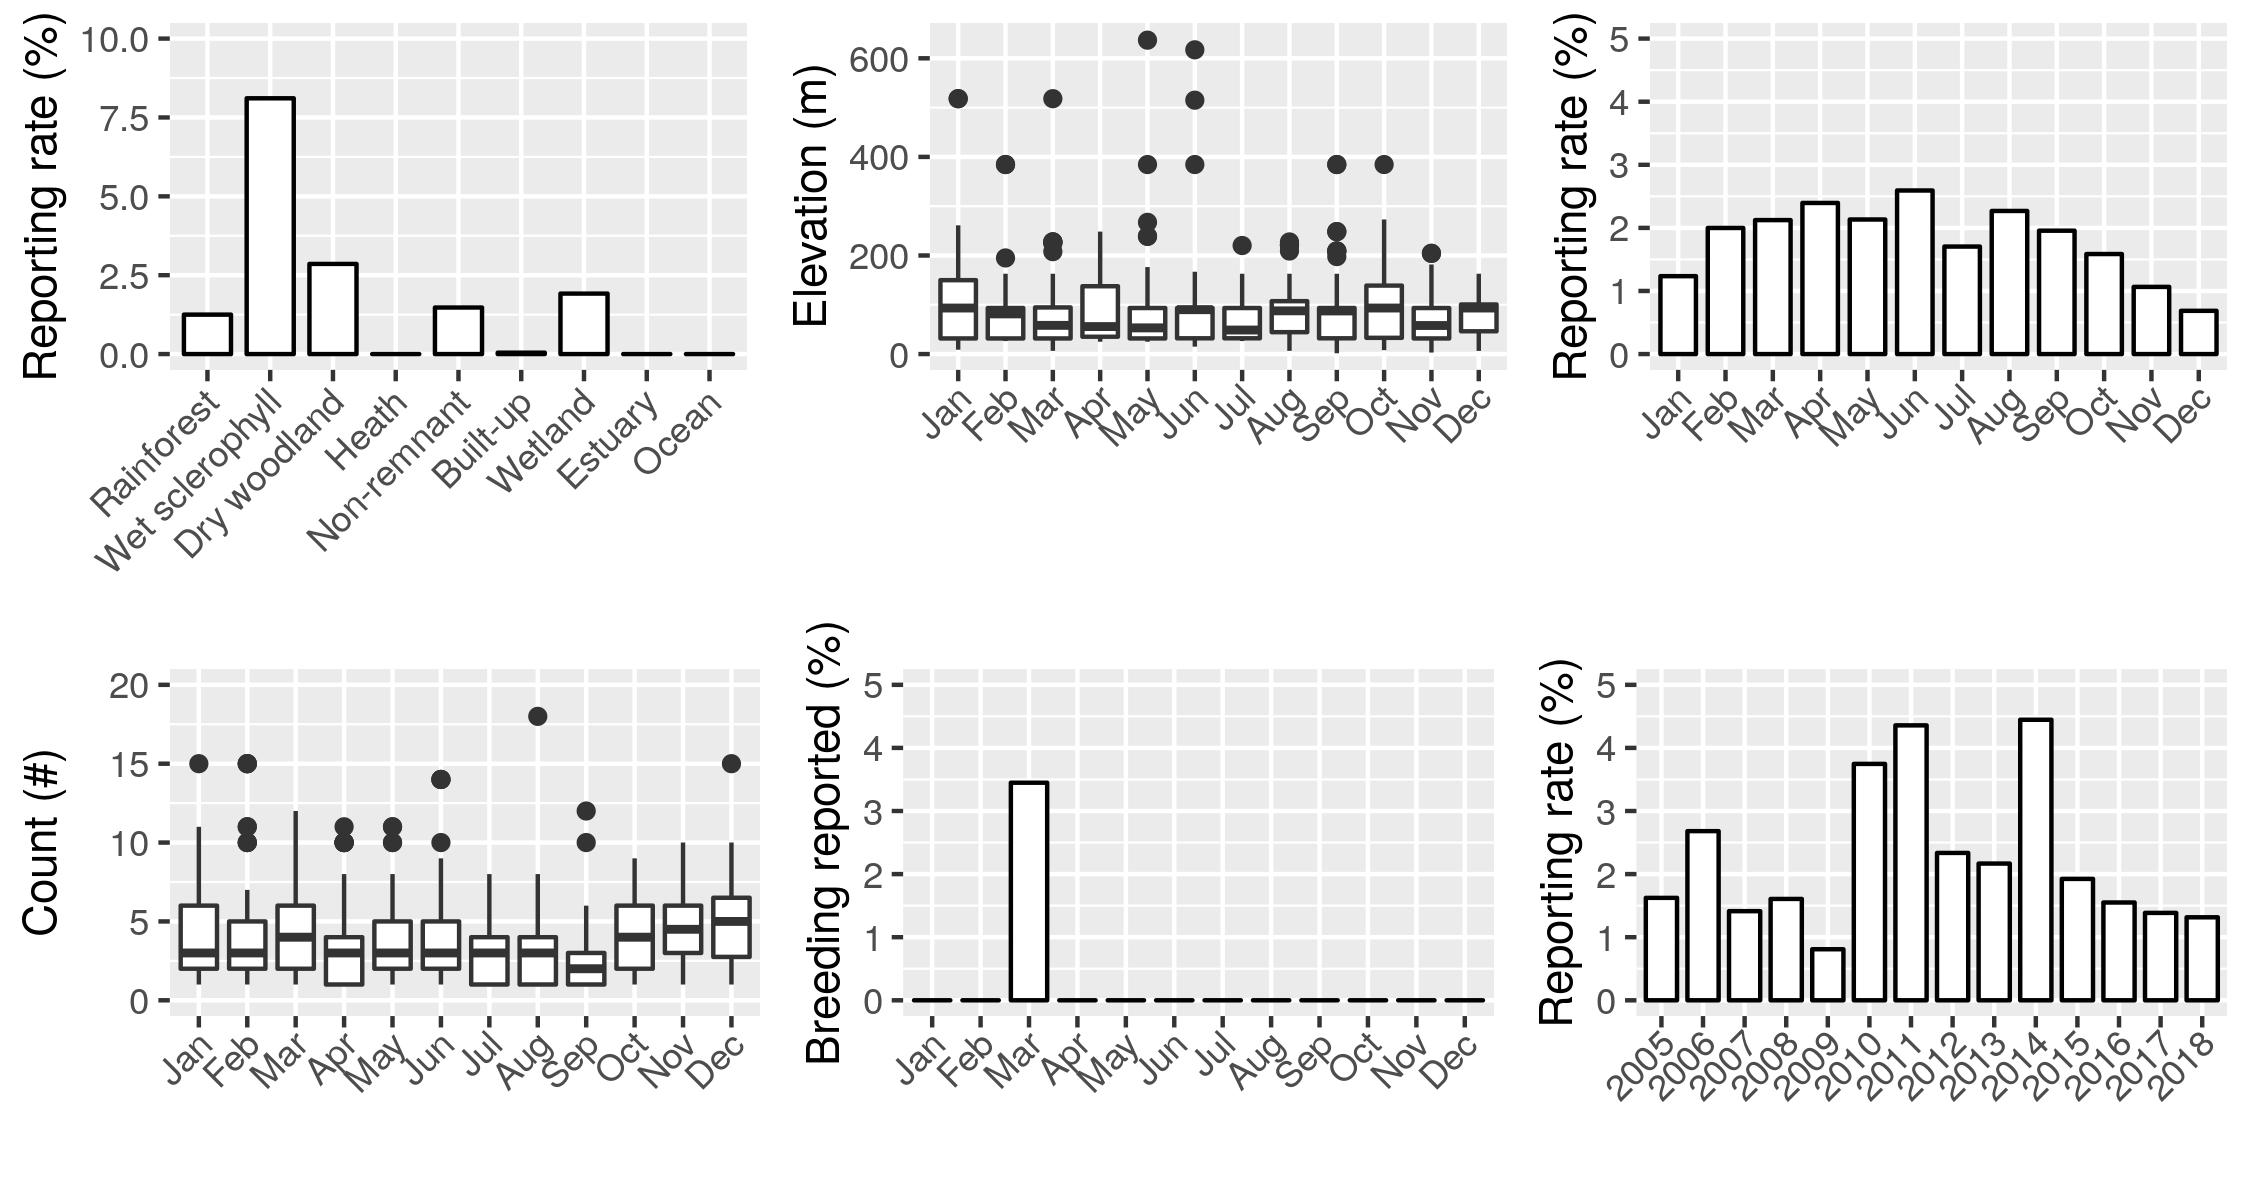 Reporting rate (%)
10.0
7.5
5.0
2.5
0.0
Rainforest
Wet sclerophyll
Dry woodland
Heath
Non-remnant
Built-up
Wetland
Estuary
Ocean
Elevation (m)
600
400
200
0
Jan
Feb
Mar
Apr
May
Jun
Jul
Aug
Sep
Oct
Nov
Dec
Reporting rate (%)
5
4
3
2
1
0
Jan
Feb
Mar
Apr
May
Jun
Jul
Aug
Sep
Oct
Nov
Dec
Count (#)
20
15
10
5
0
Jan
Feb
Mar
Apr
May
Jun
Jul
Aug
Sep
Oct
Nov
Dec
Breeding reported (%)
5
4
3
2
1
0
Jan
Feb
Mar
Apr
May
Jun
Jul
Aug
Sep
Oct
Nov
Dec
Reporting rate (%)
5
4
3
2
1
0
2005
2006
2007
2008
2009
2010
2011
2012
2013
2014
2015
2016
2017
2018